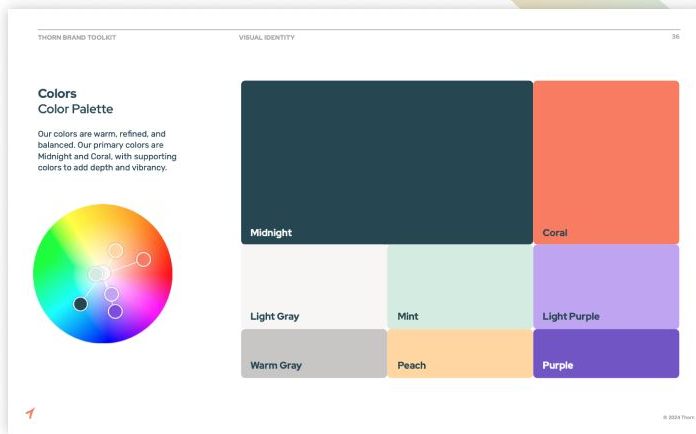 THORN BRAND TOOLKIT
VISUAL IDENTITY
36
Colors
Color Palette
Our colors are warm, refined, and
balanced. Our primary colors are
Midnight and Coral, with supporting
colors to add depth and vibrancy.
Midnight
Coral
Light Gray
Mint
Light Purple
Warm Gray
Peach
Purple
© 2024 Thorn